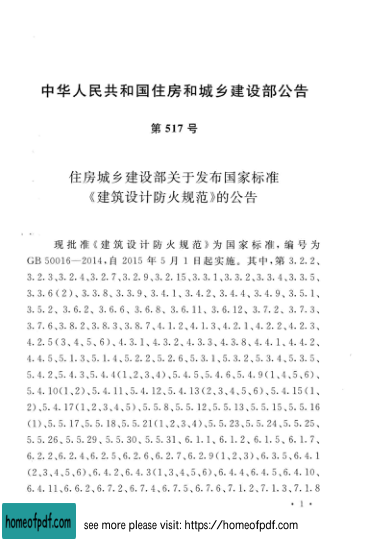 中华人民共和国住房和城乡建设部公告
第 517 号
住房城乡建设部关于发布国家标准
《建筑设计防火规范》的公告
现批准《建筑设计防火规范》为国家标准，编号为
GB 50016—2014，自 2015 年 5 月 1 日起实施。其中，第 3.2.2、
3.2.3、3.2.4、3.2.7、3.2.9、3.2.15、3.3.1、3.3.2、3.3.4、3.3.5、
3.3.6(2)、3.3.8、3.3.9、3.4.1、3.4.2、3.4.4、3.4.9、3.5.1、
3.5.2、3.6.2、3.6.6、3.6.8、3.6.11、3.6.12、3.7.2、3.7.3、
3.7.6、3.8.2、3.8.3、3.8.7、4.1.2、4.1.3、4.2.1、4.2.2、4.2.3、
4.2.5(3、4、5、6)、4.3.1、4.3.2、4.3.3、4.3.8、4.4.1、4.4.2、
4.4.5、5.1.3、5.1.4、5.2.2、5.2.6、5.3.1、5.3.2、5.3.4、5.3.5、
5.4.2、5.4.3、5.4.4(1、2、3、4)、5.4.5、5.4.6、5.4.9(1、4、5、6)、
5.4.10(1、2)、5.4.11、5.4.12、5.4.13(2、3、4、5、6)、5.4.15(1、
2)、5.4.17(1、2、3、4、5)、5.5.8、5.5.12、5.5.13、5.5.15、5.5.16
(1)、5.5.17、5.5.18、5.5.21(1、2、3、4)、5.5.23、5.5.24、5.5.25、
5.5.26、5.5.29、5.5.30、5.5.31、6.1.1、6.1.2、6.1.5、6.1.7、
6.2.2、6.2.4、6.2.5、6.2.6、6.2.7、6.2.9(1、2、3)、6.3.5、6.4.1
(2、3、4、5、6)、6.4.2、6.4.3(1、3、4、5、6)、6.4.4、6.4.5、6.4.10、
6.4.11、6.6.2、6.7.2、6.7.4、6.7.5、6.7.6、7.1.2、7.1.3、7.1.8
· 1 ·
homeofpdf.com
see more please visit: https://homeofpdf.com